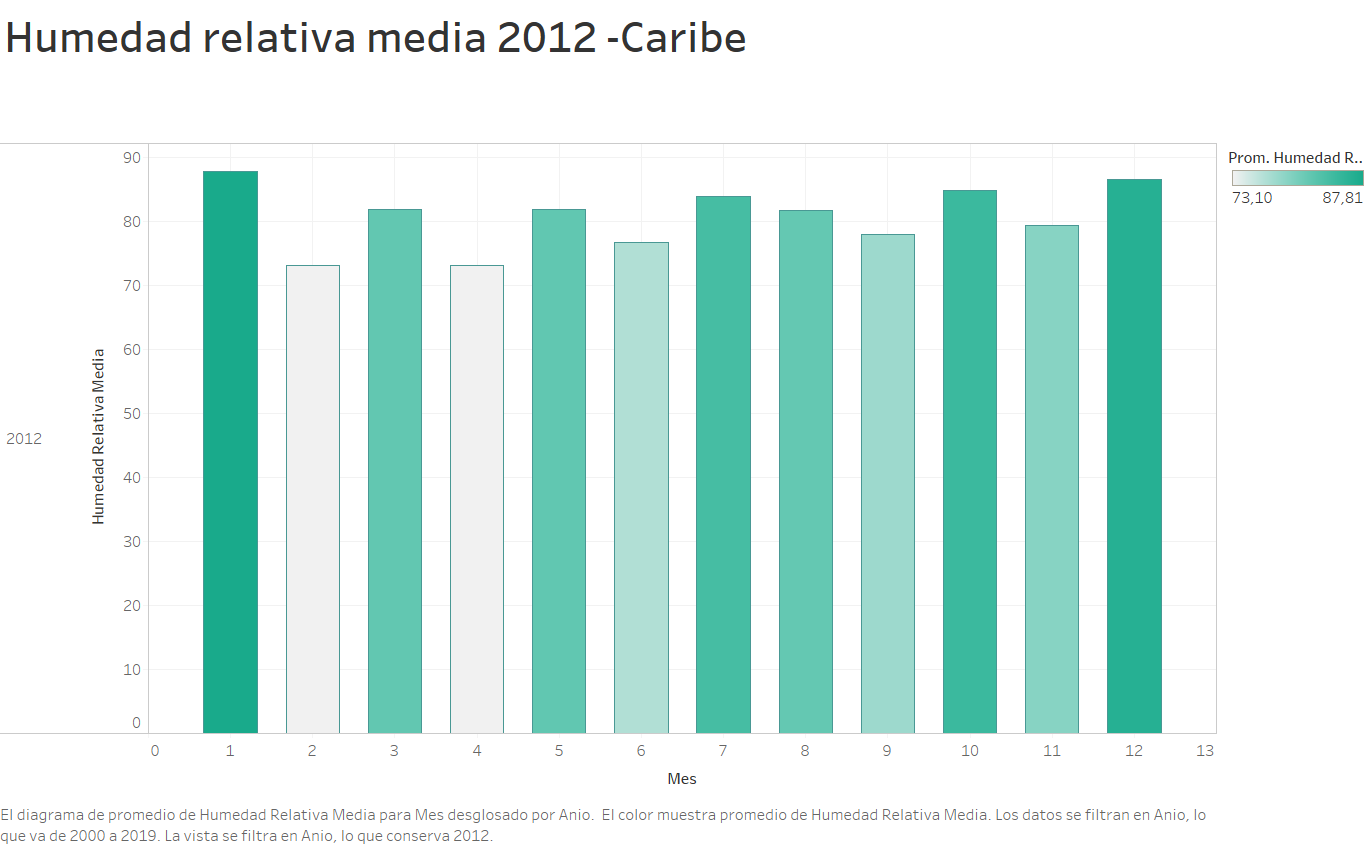 Humedad relativa media 2012 -Caribe
Prom. Humedad R..
73,10 87,81
90
80
70
60
50
40
30
20
10
0
Humedad Relativa Media
2012
0 1 2 3 4 5 6 7 8 9 10 11 12 13
Mes
El diagrama de promedio de Humedad Relativa Media para Mes desglosado por Anio.  El color muestra promedio de Humedad Relativa Media. Los datos se filtran en Anio, lo
que va de 2000 a 2019. La vista se filtra en Anio, lo que conserva 2012.